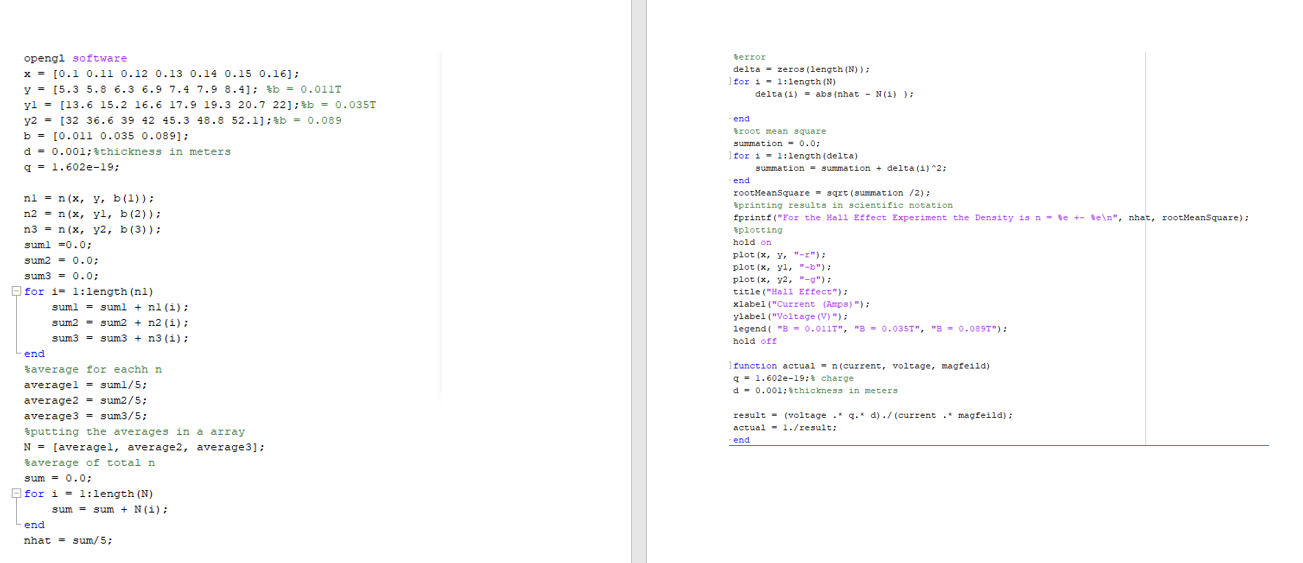 opengl software
x = [0.1 0.11 0.12 0.13 0.14 0.15 0.16];
y = [5.3 5.8 6.3 6.9 7.4 7.9 8.4]; %b = 0.011T
y1 = [13.6 15.2 16.6 17.9 19.3 20.7 22];%b = 0.035T
y2 = [32 36.6 39 42 45.3 48.8 52.1];%b = 0.089
b = [0.011 0.035 0.089];
d = 0.001;%thickness in meters
q = 1.602e-19;
n1 = n(x, y, b(1));
n2 = n(x, y1, b(2));
n3 = n(x, y2, b(3));
sum1 =0.0;
sum2 = 0.0;
sum3 = 0.0;
for i= 1:length(n1)
sum1 = sum1 + n1(i);
sum2 = sum2 + n2(i);
sum3 = sum3 + n3(i);
end
%average for eachh n
average1 = sum1/5;
average2 = sum2/5;
average3 = sum3/5;
%putting the averages in a array
N = [average1, average2, average3];
%average of total n
sum = 0.0;
for i = 1:length(N)
sum = sum + N(i);
end
nhat = sum/5;
%error
delta = zeros(length(N));
for i = 1:length(N)
delta(i) = abs(nhat - N(i) );
end
%root mean square
summation = 0.0;
for i = 1:length(delta)
summation = summation + delta(i)^2;
end
rootMeanSquare = sqrt(summation /2);
%printing results in scientific notation
fprintf("For the Hall Effect Experiment the Density is n = %e +- %e\n", nhat, rootMeanSquare);
%plotting
hold on
plot(x, y, "-r");
plot(x, y1, "-b");
plot(x, y2, "-g");
title("Hall Effect");
xlabel("Current (Amps)");
ylabel("Voltage(V)");
legend( "B = 0.011T", "B = 0.035T", "B = 0.089T");
hold off
function actual = n(current, voltage, magfeild)
q = 1.602e-19;% charge
d = 0.001;%thickness in meters
result = (voltage .* q.* d)./(current .* magfeild);
actual = 1./result;
end